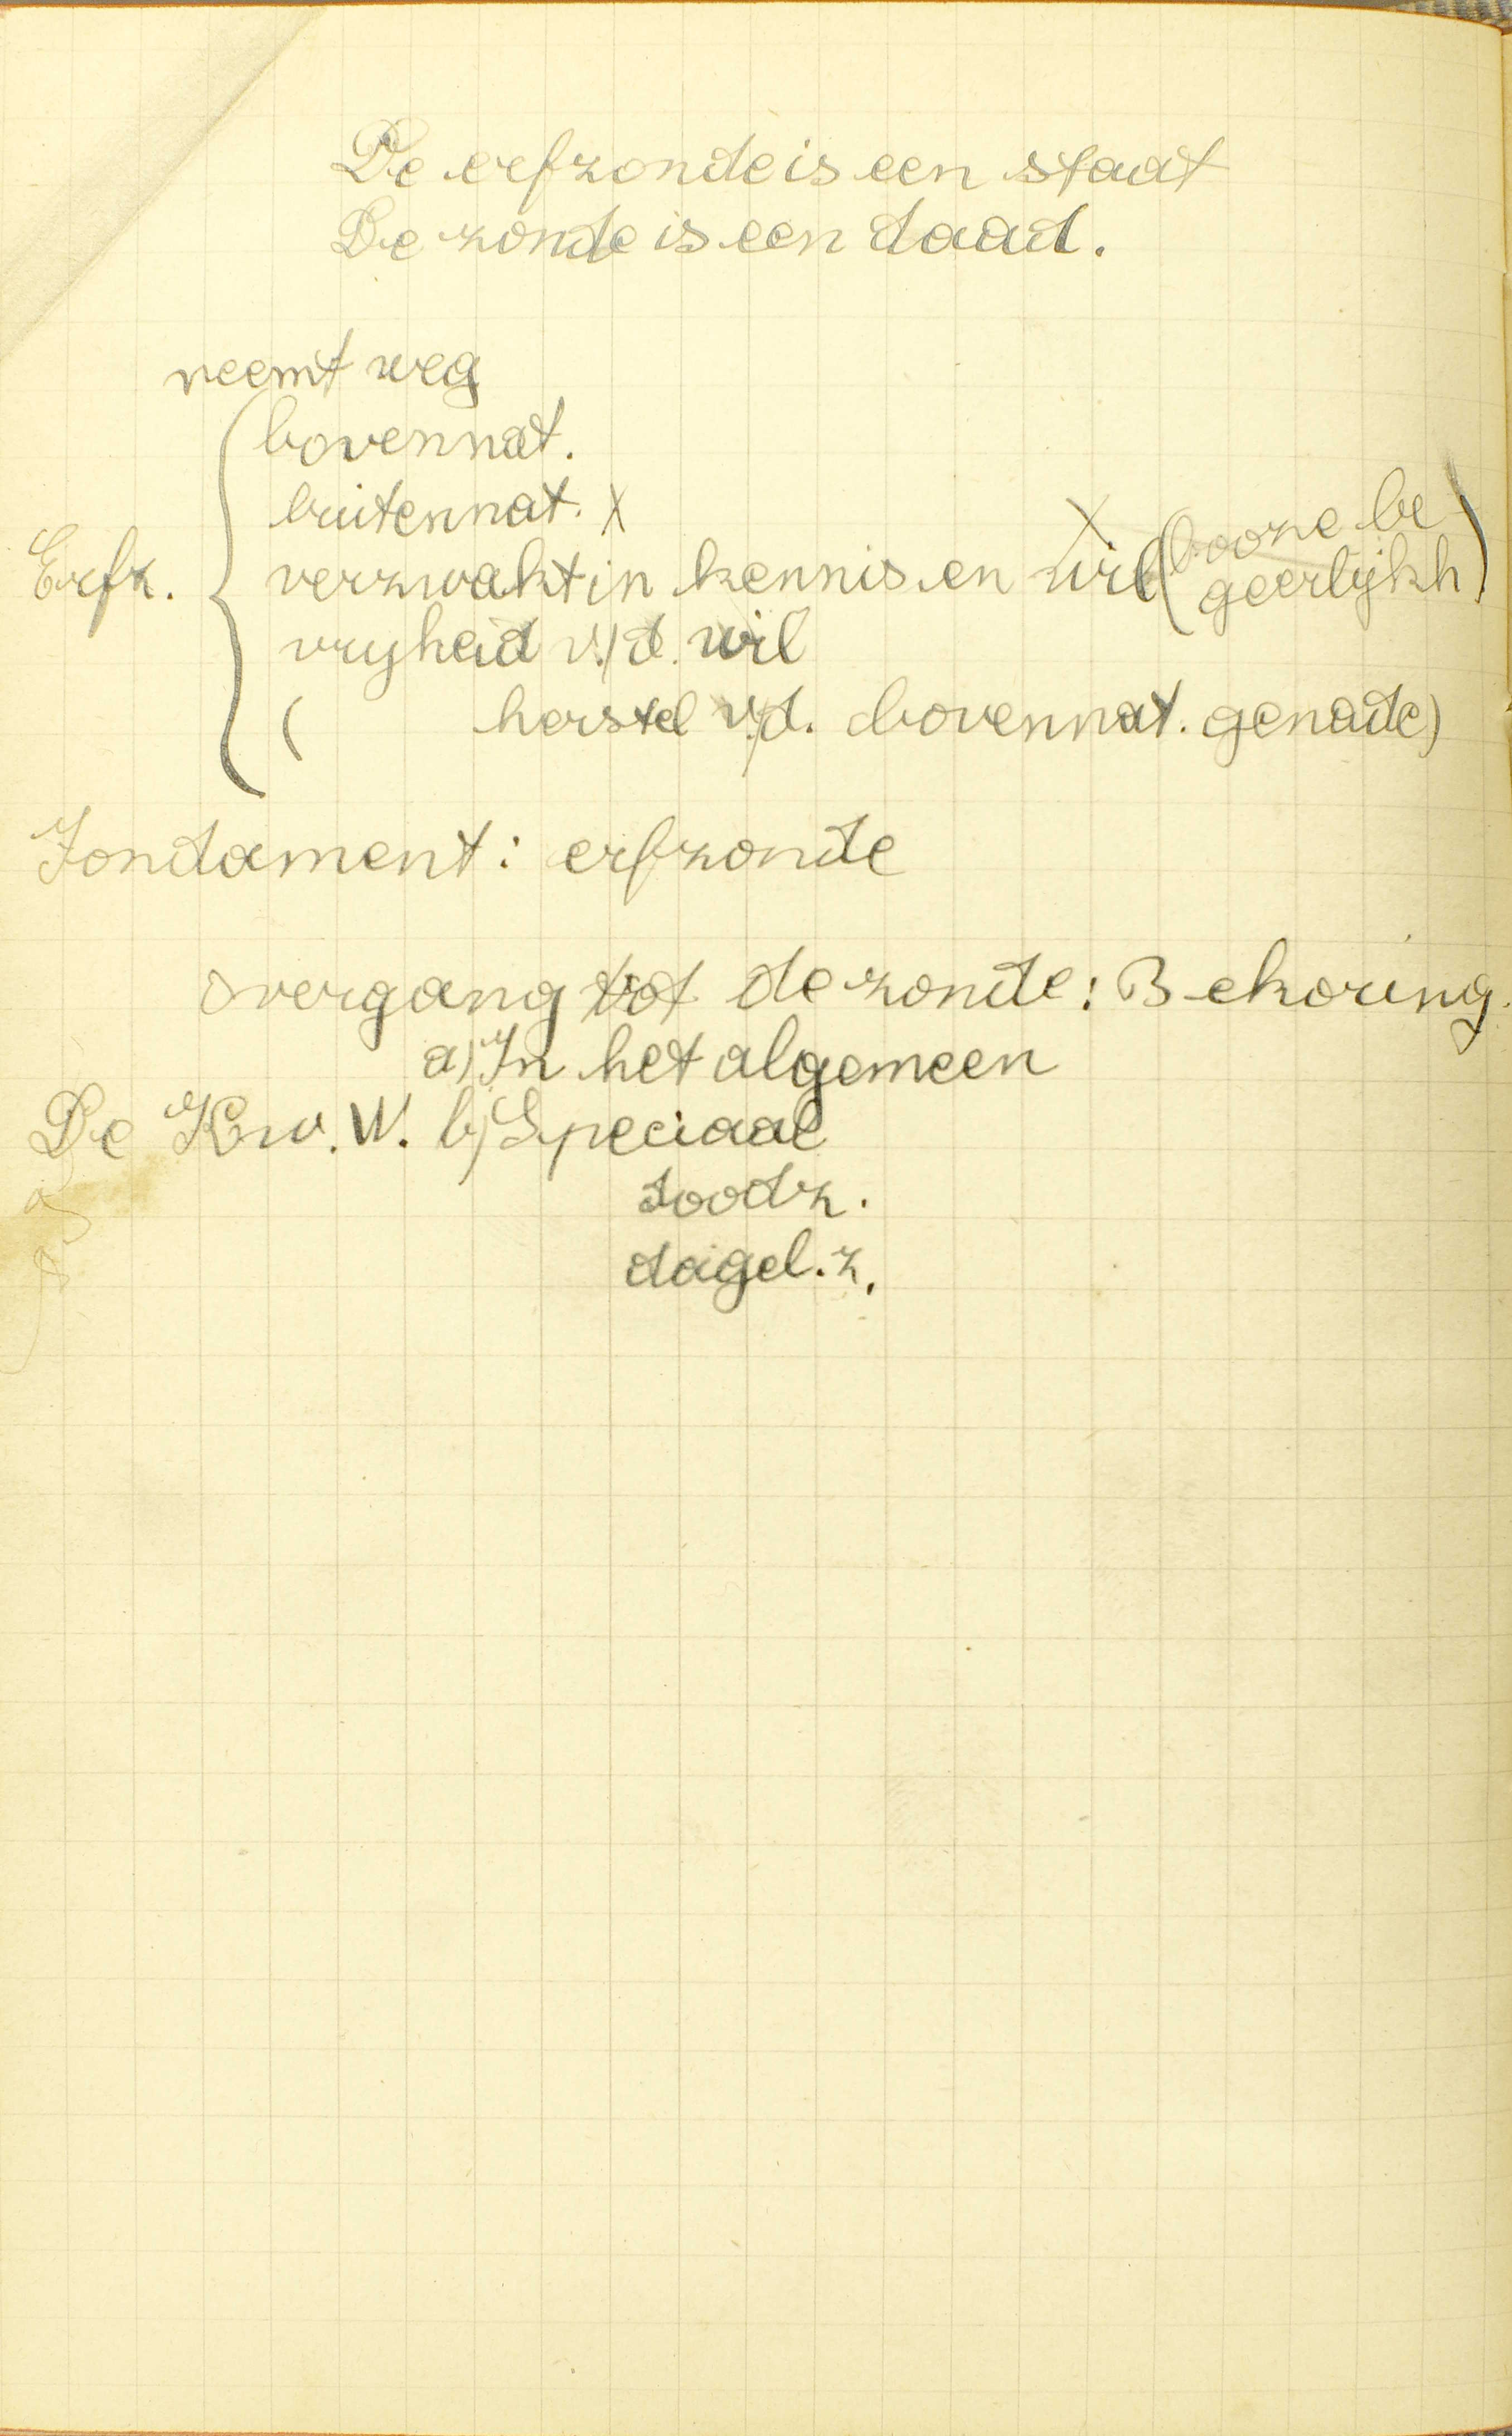 De erfzonde is een staat
De zonde is een daad.
neemt weg
bovennat.
buitennat. X
Erfz. verzwakt in kennis en wil X (booze be-
geerlijkh)
vryheid v/d. wil
( herstel v/d. bovennat. genade)
Fondament: erfzonde
overgang tot de zonde: Bekoring.
a) In het algemeen
De Kw. W. b) Speciaal
doodz.
dagel. z.